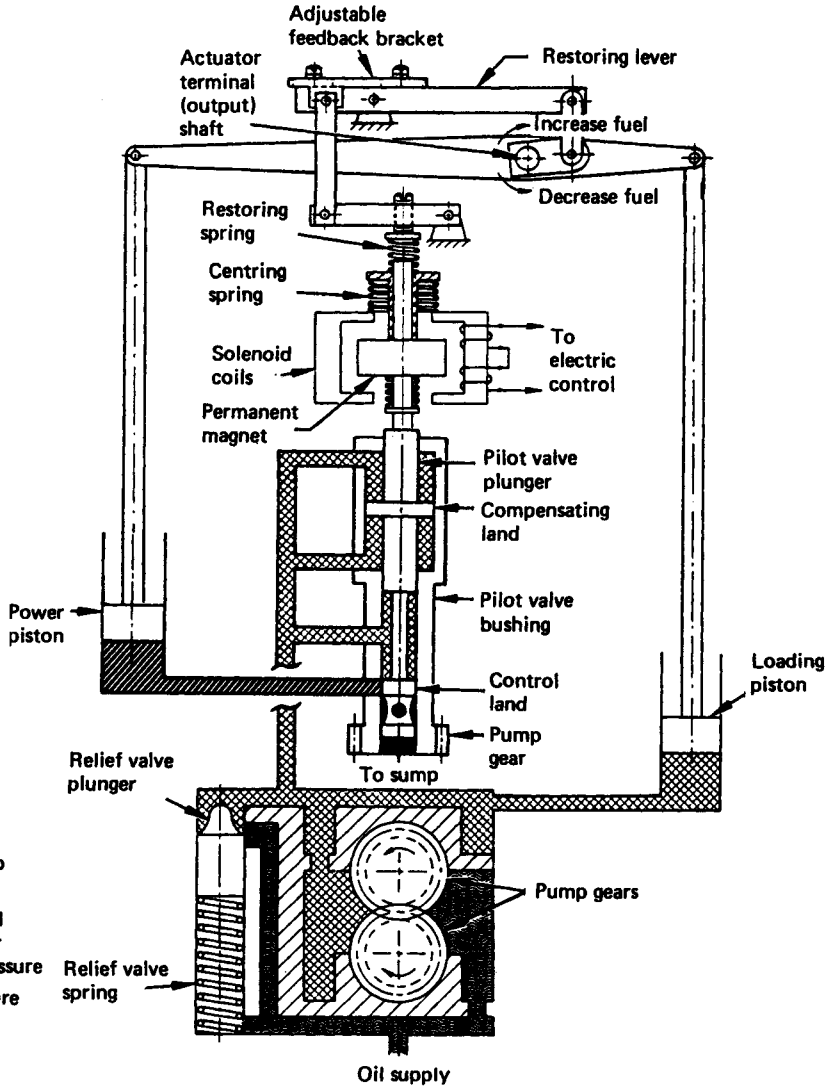 Adjustable
feedback bracket
Actuator
terminal
(output)
shaft
Restoring lever
Increase fuel
Decrease fuel
Restoring
spring
Centring
spring
Solenoid
coils
To
electric
control
Permanent
magnet
Pilot valve
plunger
Compensating
land
Power
piston
Pilot valve
bushing
Loading
piston
Control
land
Pump
gear
To sump
Relief valve
plunger
Pump gears
Relief valve
spring
Oil supply